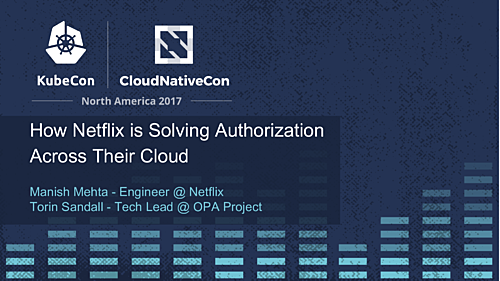 KubeCon
CloudNativeCon
North America 2017
How Netflix is Solving Authorization
Across Their Cloud
Manish Mehta - Engineer @ Netflix
Torin Sandall - Tech Lead @ OPA Project